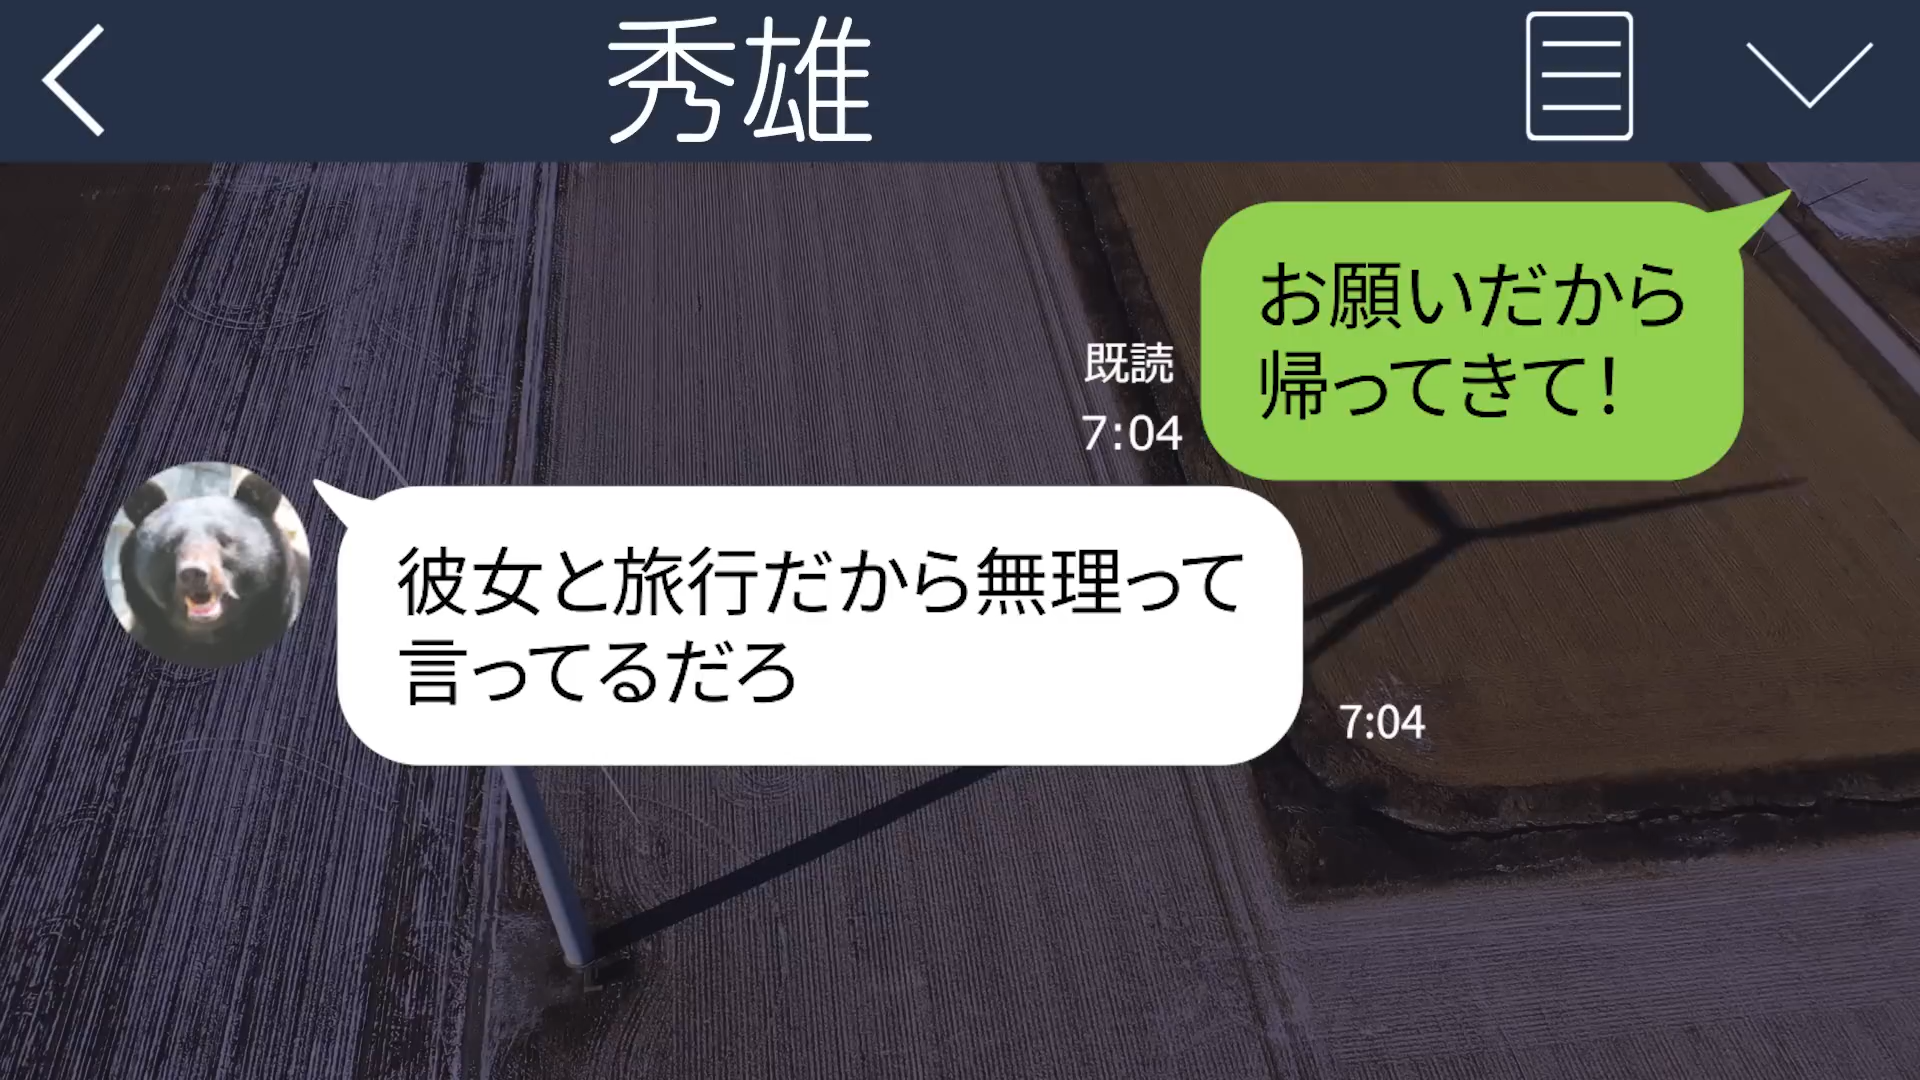 秀雄
お願いだから
帰ってきて!
既読
7:04
彼女と旅行だから無理って
言ってるだろ
7:04